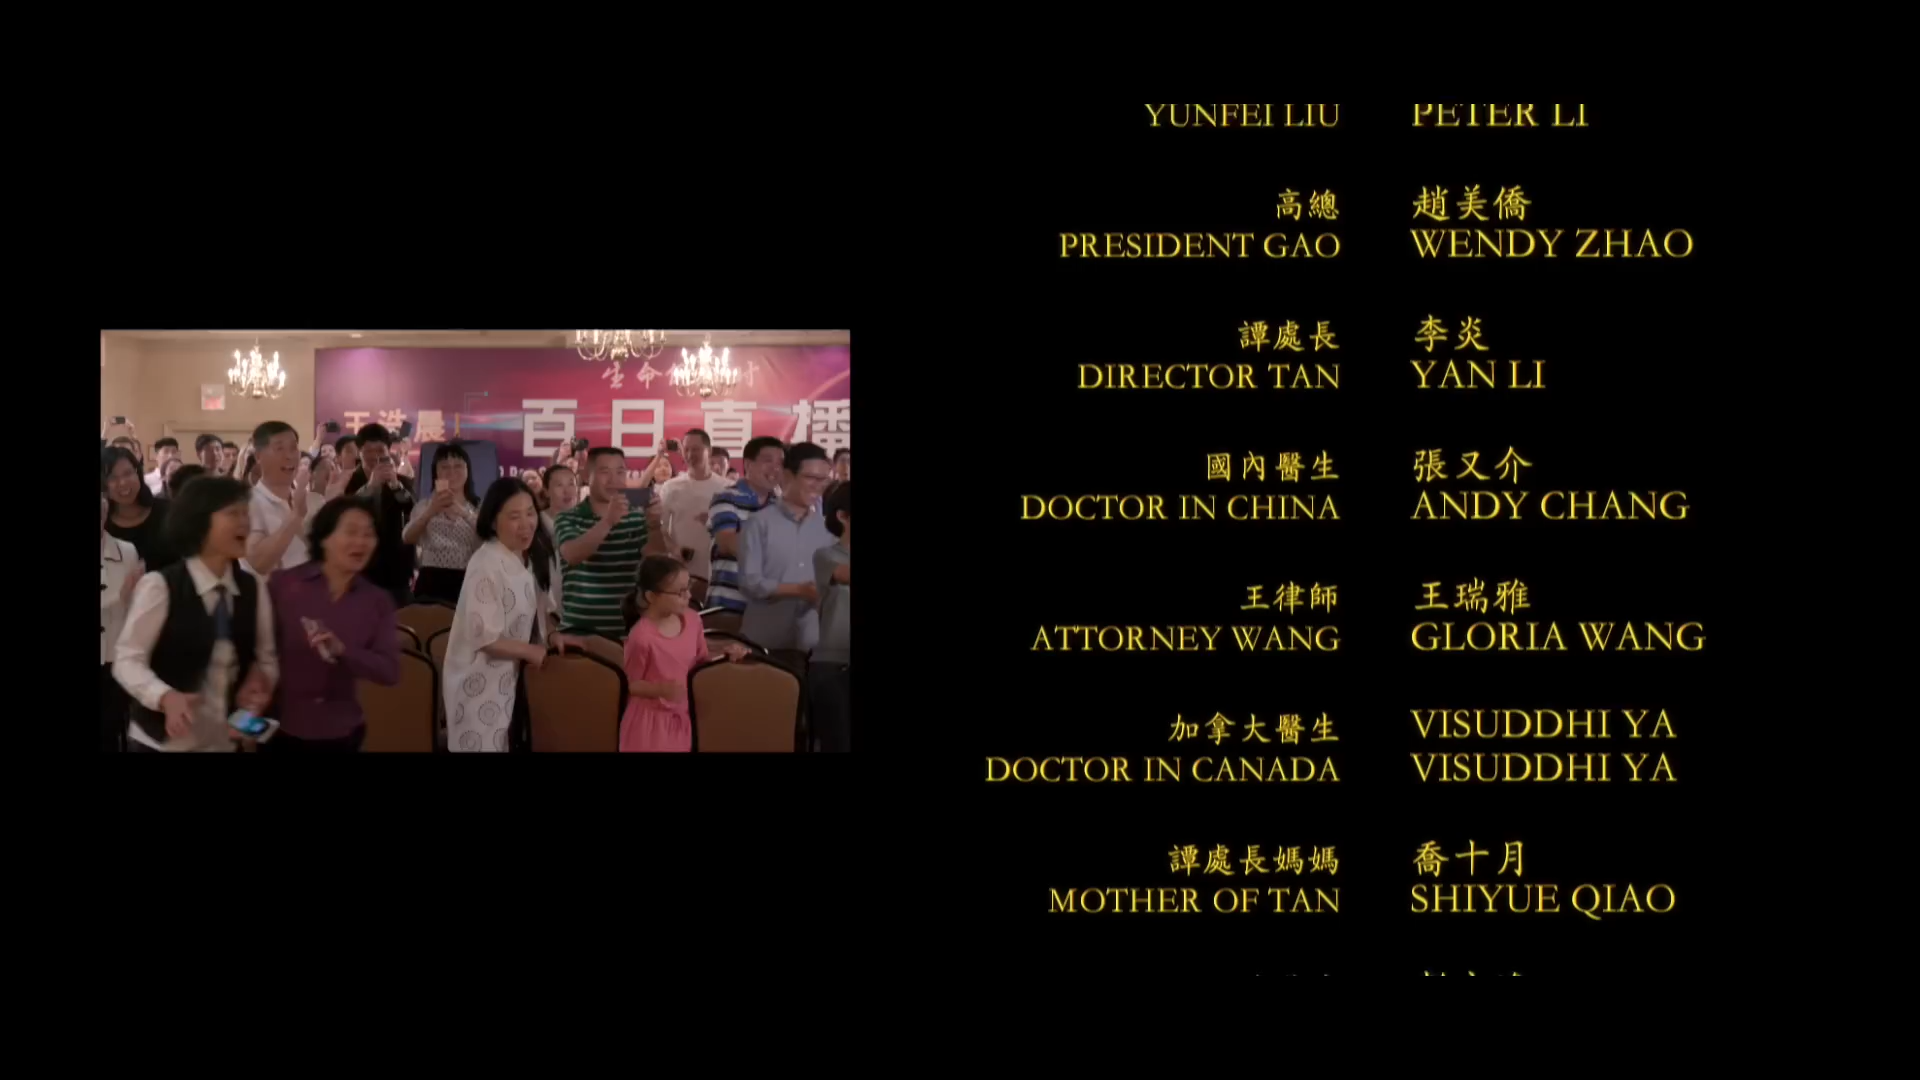 YUNFEI LIU PETER LI
高總 趙美僑
PRESIDENT GAO WENDY ZHAO
譚處長 李炎
DIRECTOR TAN YAN LI
國內醫生 張又介
DOCTOR IN CHINA ANDY CHANG
王律師 王瑞雅
ATTORNEY WANG GLORIA WANG
加拿大醫生 VISUDDHI YA
DOCTOR IN CANADA VISUDDHI YA
譚處長媽媽 喬十月
MOTHER OF TAN SHIYUE QIAO
生命
王浩晨
百日直播